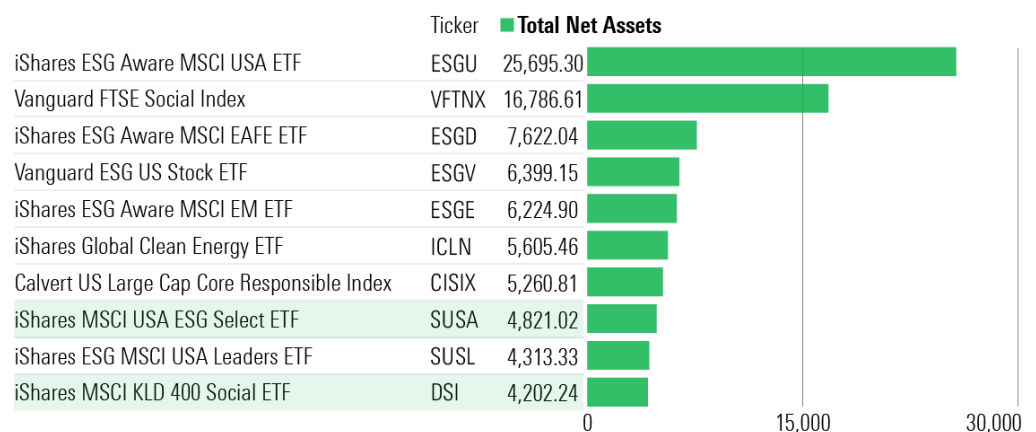 Ticker Total Net Assets
iShares ESG Aware MSCI USA ETF ESGU 25,695.30
Vanguard FTSE Social Index VFTNX 16,786.61
iShares ESG Aware MSCI EAFE ETF ESGD 7,622.04
Vanguard ESG US Stock ETF ESGV 6,399.15
iShares ESG Aware MSCI EM ETF ESGE 6,224.90
iShares Global Clean Energy ETF ICLN 5,605.46
Calvert US Large Cap Core Responsible Index CISIX 5,260.81
iShares MSCI USA ESG Select ETF SUSA 4,821.02
iShares ESG MSCI USA Leaders ETF SUSL 4,313.33
iShares MSCI KLD 400 Social ETF DSI 4,202.24
0 15,000 30,000